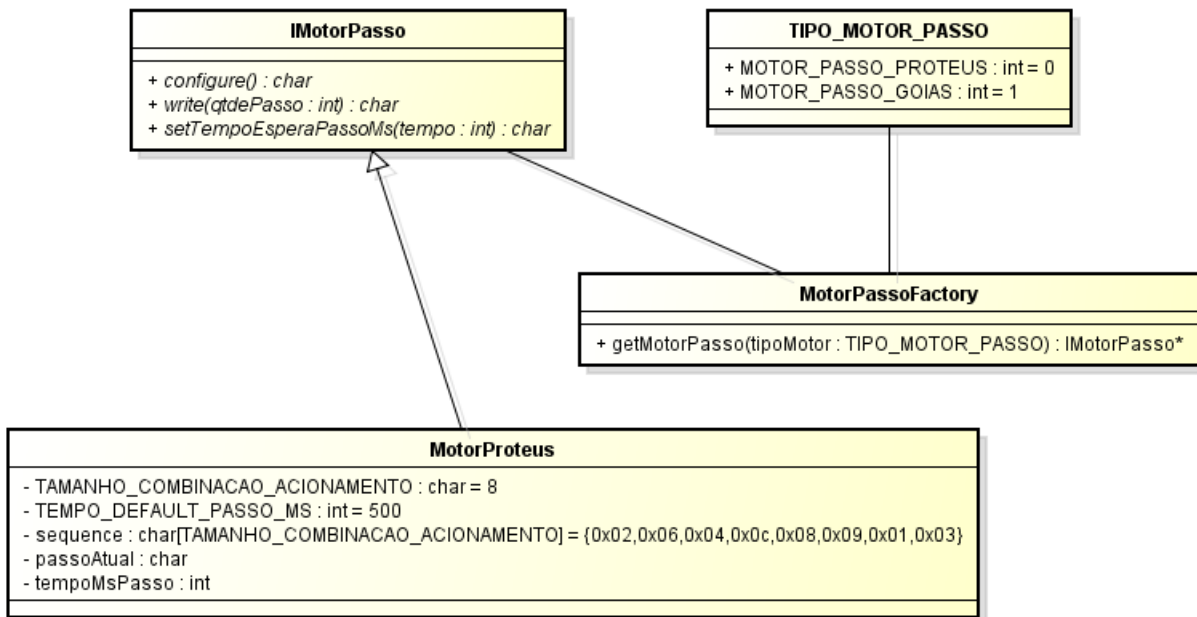 IMotorPasso
+ configure() : char
+ write(qtdePasso : int) : char
+ setTempoEsperaPassoMs(tempo : int) : char
TIPO_MOTOR_PASSO
+ MOTOR_PASSO_PROTEUS : int = 0
+ MOTOR_PASSO_GOIAS : int = 1
MotorPassoFactory
+ getMotorPasso(tipoMotor : TIPO_MOTOR_PASSO) : IMotorPasso*
MotorProteus
- TAMANHO_COMBINACAO_ACIONAMENTO : char = 8
- TEMPO_DEFAULT_PASSO_MS : int = 500
- sequence : char[TAMANHO_COMBINACAO_ACIONAMENTO] = {0x02,0x06,0x04,0x0c,0x08,0x09,0x01,0x03}
- passoAtual : char
- tempoMsPasso : int